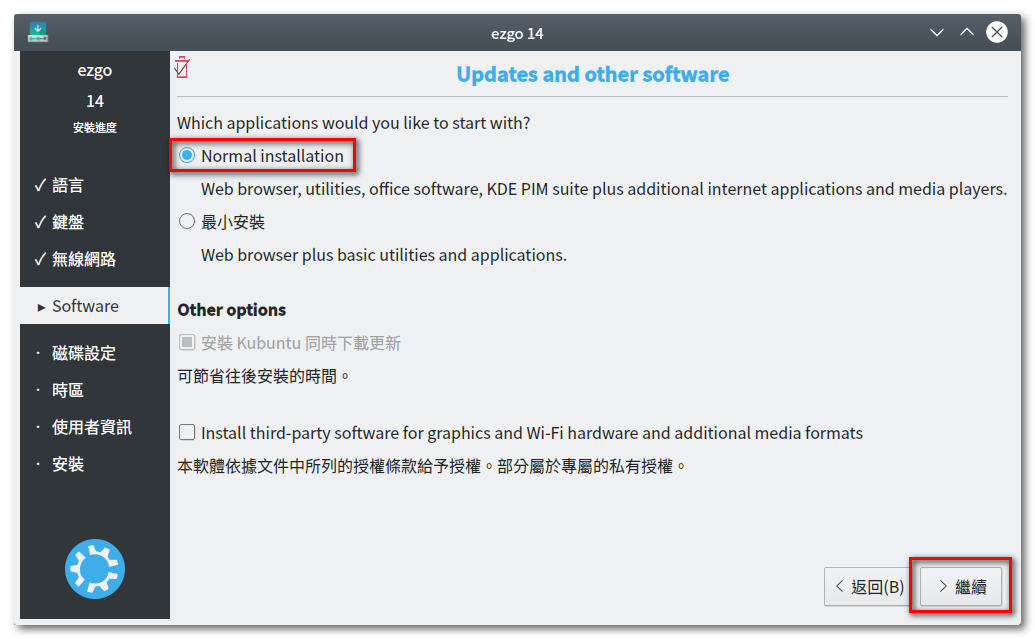 ezgo 14
ezgo
14
安裝進度
✓ 語言
✓ 鍵盤
✓ 無線網路
▸ Software
· 磁碟設定
· 時區
· 使用者資訊
· 安裝
Updates and other software
Which applications would you like to start with?
Normal installation
Web browser, utilities, office software, KDE PIM suite plus additional internet applications and media players.
最小安裝
Web browser plus basic utilities and applications.
Other options
安裝 Kubuntu 同時下載更新
可節省往後安裝的時間。
Install third-party software for graphics and Wi-Fi hardware and additional media formats
本軟體依據文件中所列的授權條款給予授權。部分屬於專屬的私有授權。
返回(B)
繼續